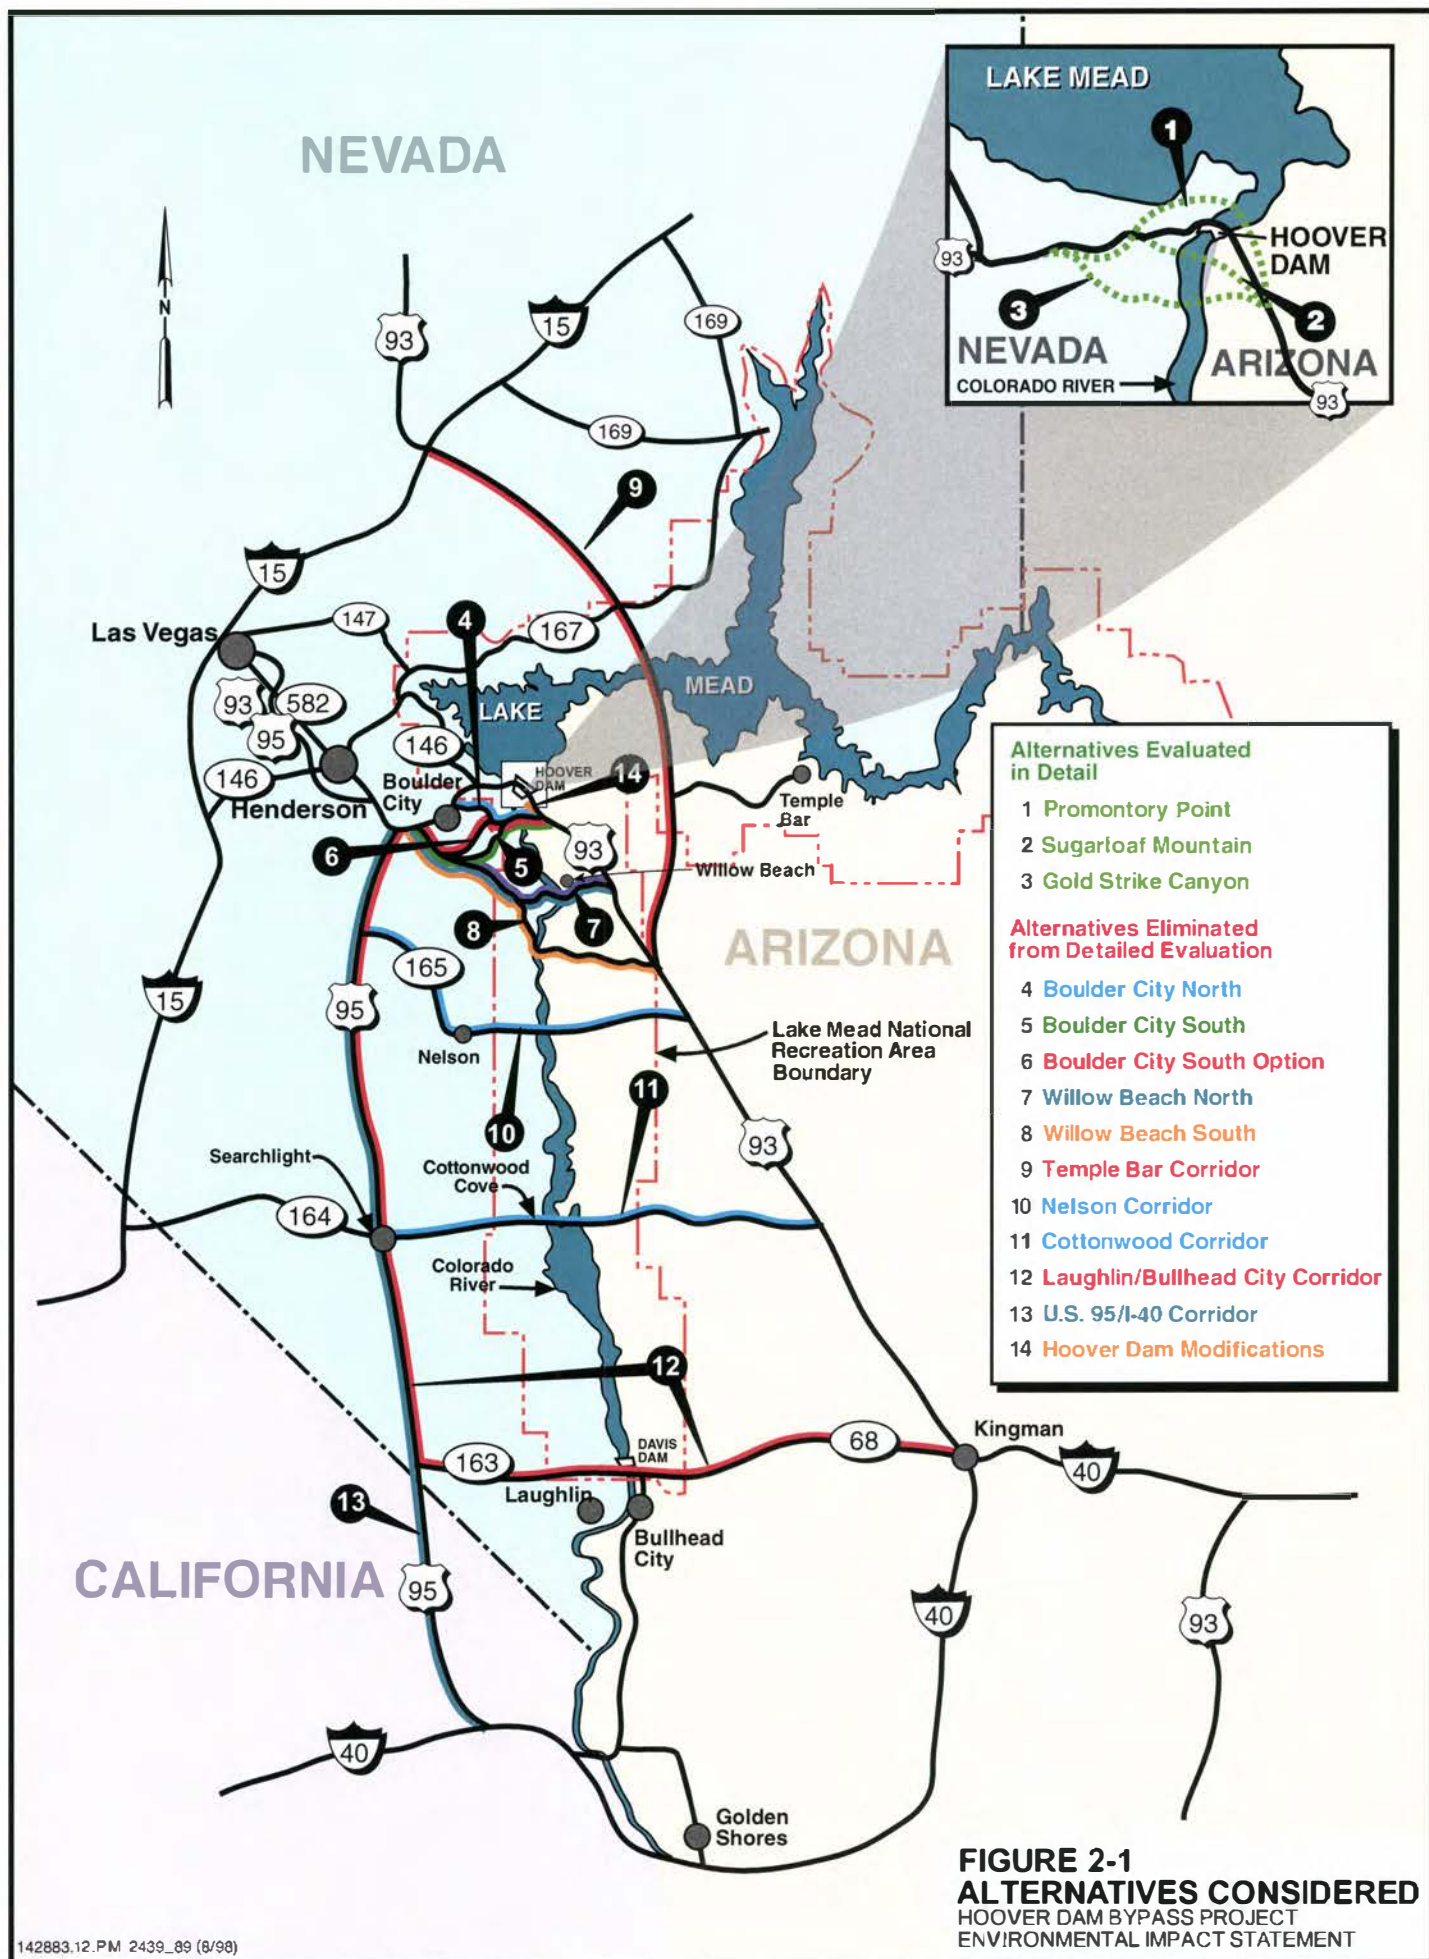 NEVADA
N
93
15
169
169
9
15
Las Vegas
147
4
167
93
582
95
146
146
Henderson
Boulder
City
LAKE
MEAD
HOOVER
DAM
14
Temple
Bar
6
5
93
Willow Beach
7
8
ARIZONA
165
15
95
Nelson
10
Lake Mead National
Recreation Area
Boundary
11
93
Searchlight
Cottonwood
Cove
164
Colorado
River
12
163
DAVIS
DAM
68
Kingman
40
Laughlin
Bullhead
City
13
CALIFORNIA
95
40
93
40
Golden
Shores
LAKE MEAD
1
HOOVER
DAM
93
3
2
NEVADA
ARIZONA
COLORADO RIVER
93
Alternatives Evaluated
in Detail
1 Promontory Point
2 Sugarloaf Mountain
3 Gold Strike Canyon
Alternatives Eliminated
from Detailed Evaluation
4 Boulder City North
5 Boulder City South
6 Boulder City South Option
7 Willow Beach North
8 Willow Beach South
9 Temple Bar Corridor
10 Nelson Corridor
11 Cottonwood Corridor
12 Laughlin/Bullhead City Corridor
13 U.S. 95/I-40 Corridor
14 Hoover Dam Modifications
FIGURE 2-1
ALTERNATIVES CONSIDERED
HOOVER DAM BYPASS PROJECT
ENVIRONMENTAL IMPACT STATEMENT
142883.12.PM 2439_89 (8/98)